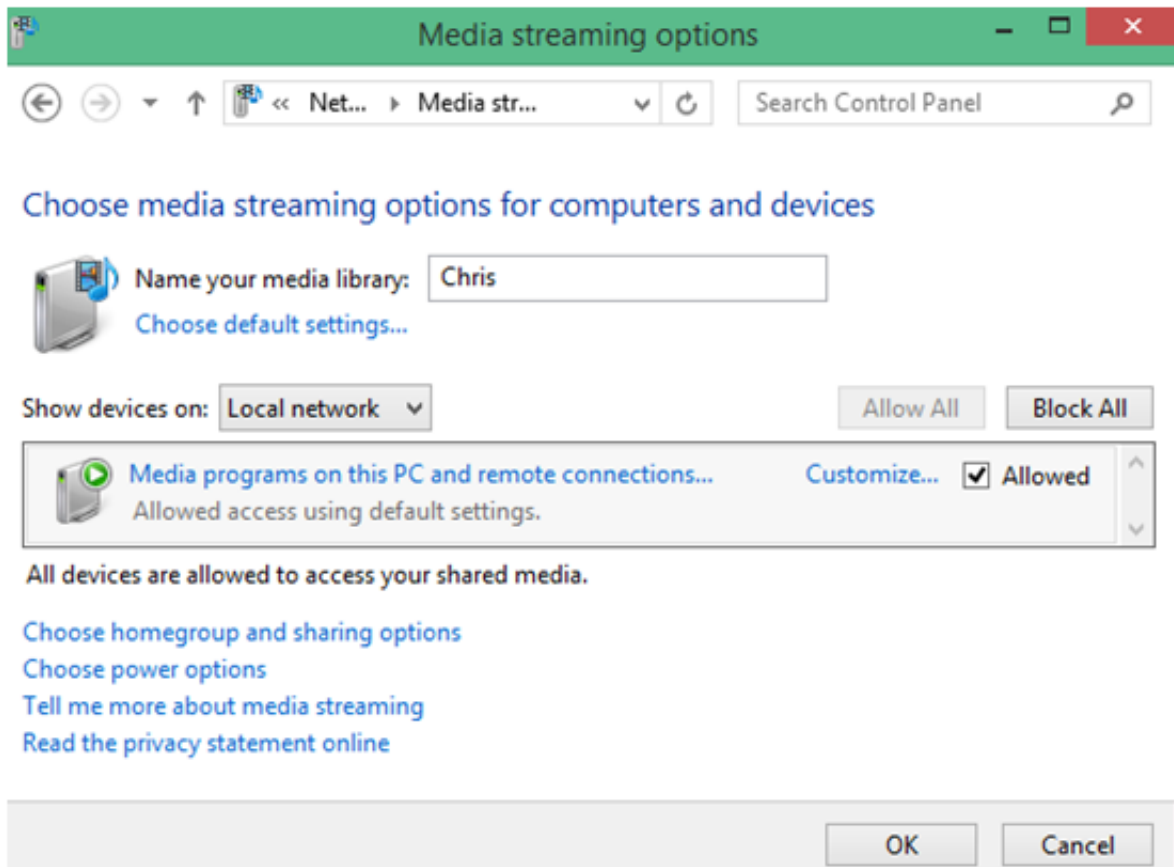 Media streaming options
« Net... Media str... Search Control Panel
Choose media streaming options for computers and devices
Name your media library: Chris
Choose default settings...
Show devices on: Local network Allow All Block All
Media programs on this PC and remote connections... Customize... Allowed
Allowed access using default settings.
All devices are allowed to access your shared media.
Choose homegroup and sharing options
Choose power options
Tell me more about media streaming
Read the privacy statement online
OK Cancel